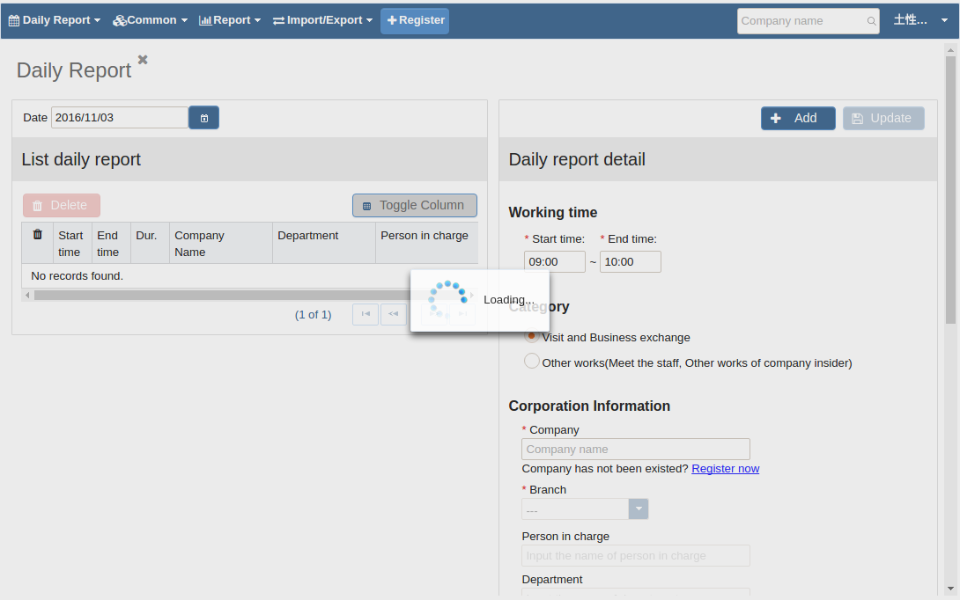 Daily Report Common Report Import/Export Register Company name 土性...
Daily Report
Date 2016/11/03
Add Update
List daily report
Daily report detail
Delete Toggle Column
Start time End time Dur. Company Name Department Person in charge
No records found.
(1 of 1)
Working time
* Start time: * End time:
09:00 ~ 10:00
Loading...
Category
Visit and Business exchange
Other works(Meet the staff, Other works of company insider)
Corporation Information
* Company
Company name
Company has not been existed? Register now
* Branch
---
Person in charge
Input the name of person in charge
Department